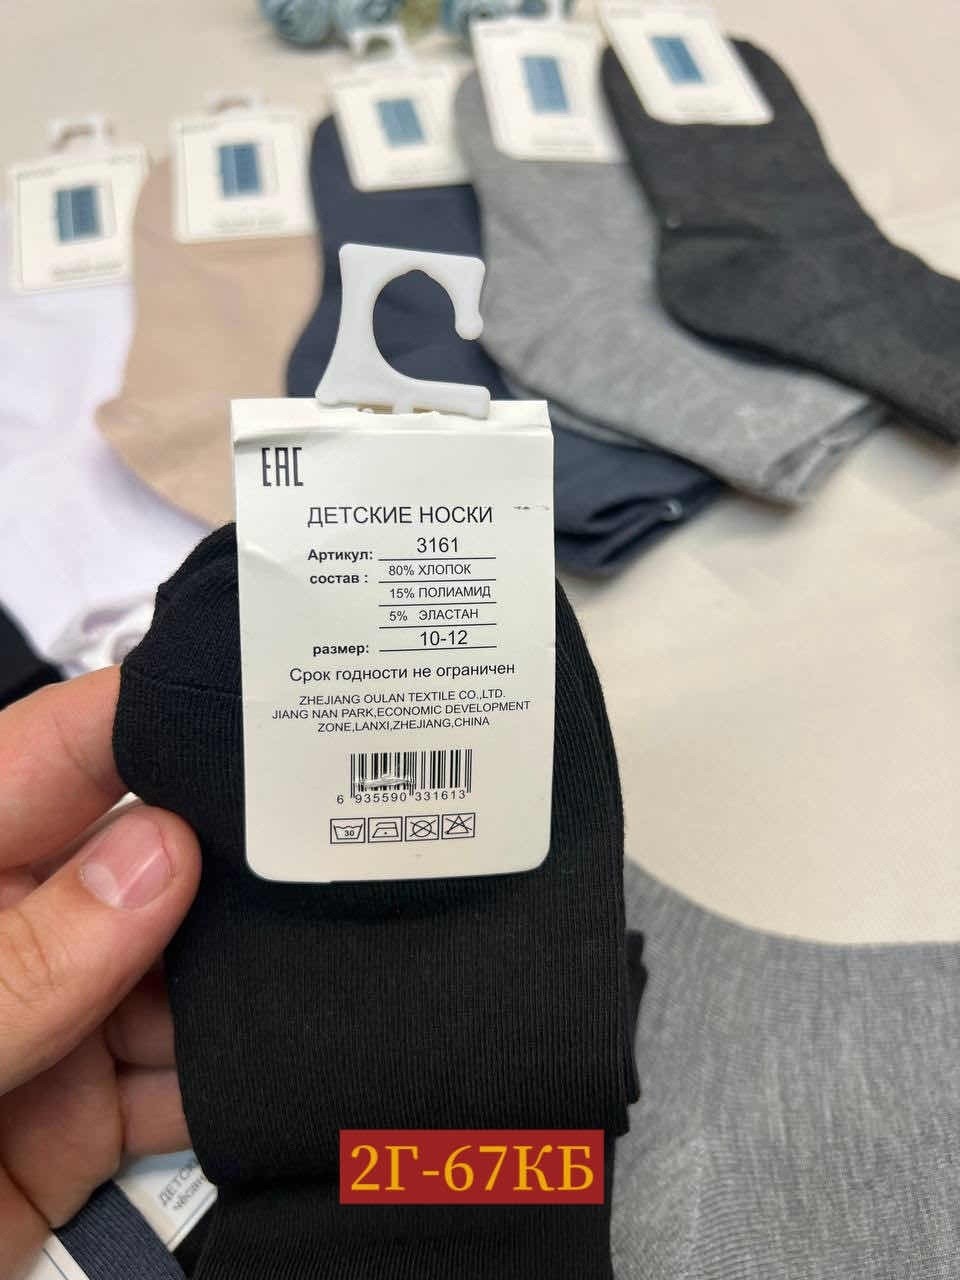 EAC
ДЕТСКИЕ НОСКИ
Артикул: 3161
состав : 80% ХЛОПОК
15% ПОЛИАМИД
5% ЭЛАСТАН
размер: 10-12
Срок годности не ограничен
ZHEJIANG OULAN TEXTILE CO.,LTD.
JIANG NAN PARK,ECONOMIC DEVELOPMENT
ZONE,LANXI,ZHEJIANG,CHINA
6 935590 331613
30
2Г-67КБ